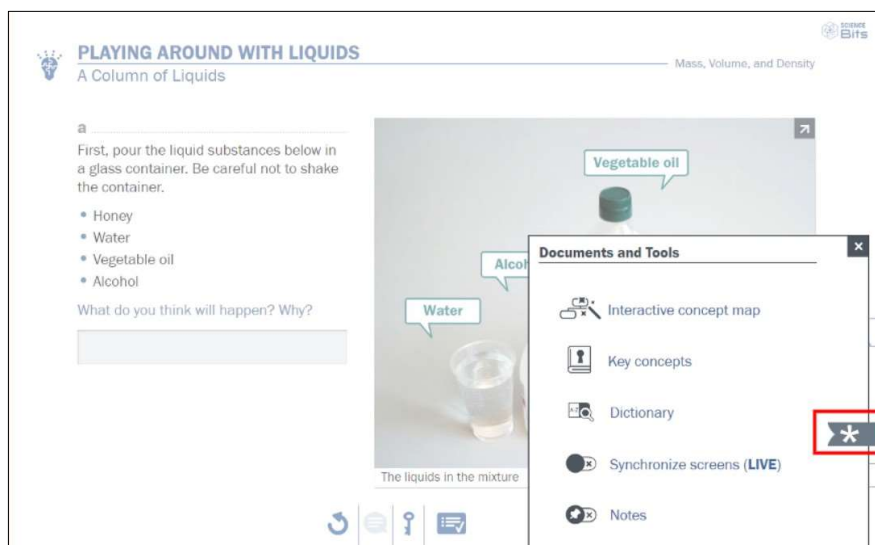 SCIENCE
Bits
PLAYING AROUND WITH LIQUIDS
A Column of Liquids
Mass, Volume, and Density
a
First, pour the liquid substances below in
a glass container. Be careful not to shake
the container.
• Honey
• Water
• Vegetable oil
• Alcohol
What do you think will happen? Why?
Vegetable oil
Water
The liquids in the mixture
Documents and Tools
Interactive concept map
Key concepts
Dictionary
Synchronize screens (LIVE)
Notes